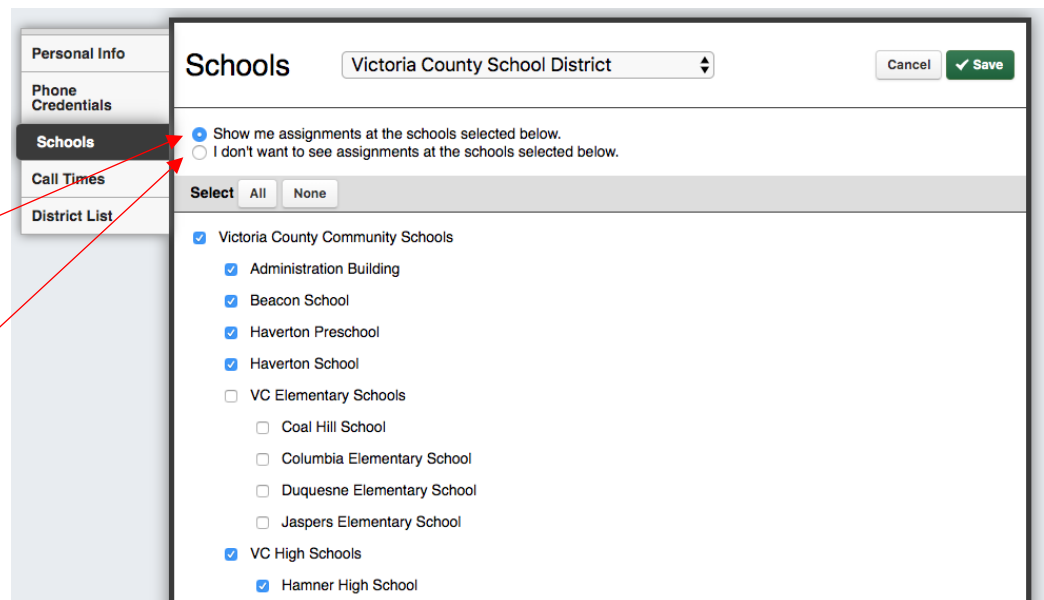 Personal Info
Phone
Credentials
Schools
Call Times
District List
Schools
Victoria County School District
Cancel
✓ Save
Show me assignments at the schools selected below.
I don't want to see assignments at the schools selected below.
Select All None
Victoria County Community Schools
Administration Building
Beacon School
Haverton Preschool
Haverton School
VC Elementary Schools
Coal Hill School
Columbia Elementary School
Duquesne Elementary School
Jaspers Elementary School
VC High Schools
Hamner High School